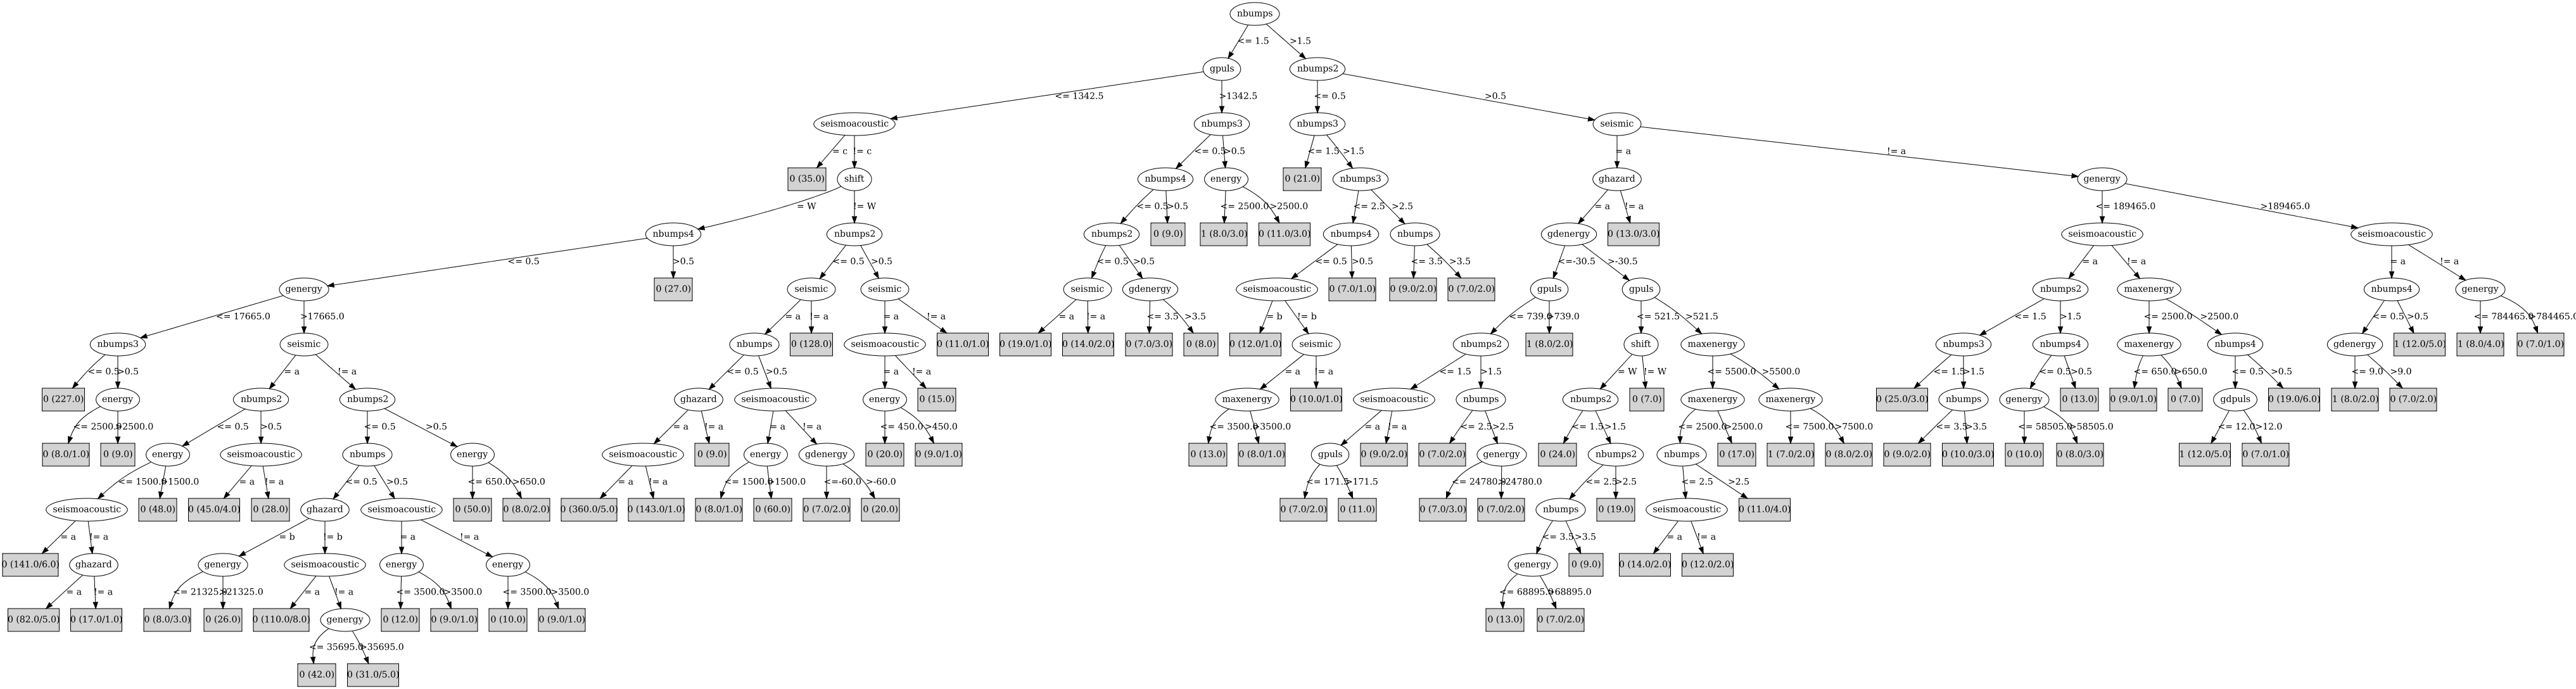 nbumps
<= 1.5 >1.5
gpuls nbumps2
<= 1342.5 >1342.5 <= 0.5 >0.5
seismoacoustic nbumps3 nbumps3 seismic
= c != c <= 0.5 >0.5 <= 1.5 >1.5 = a != a
0 (35.0) shift nbumps4 energy 0 (21.0) nbumps3 ghazard genergy
= W != W <= 0.5 >0.5 <= 2500.0 >2500.0 <= 2.5 >2.5 = a != a <= 189465.0 >189465.0
nbumps4 nbumps2 nbumps2 0 (9.0) 1 (8.0/3.0) 0 (11.0/3.0) nbumps4 nbumps gdenergy 0 (13.0/3.0) seismoacoustic seismoacoustic
<= 0.5 >0.5 <= 0.5 >0.5 <= 0.5 >0.5 <= 0.5 >0.5 <= 3.5 >3.5 <=-30.5 >-30.5 = a != a = a != a
genergy 0 (27.0) seismic seismic seismic gdenergy seismoacoustic 0 (7.0/1.0) 0 (9.0/2.0) 0 (7.0/2.0) gpuls gpuls nbumps2 maxenergy nbumps4 genergy
<= 17665.0 >17665.0 = a != a = a != a = a != a <= 3.5 >3.5 = b != b <= 739.0 >739.0 <= 521.5 >521.5 <= 1.5 >1.5 <= 2500.0 >2500.0 <= 0.5 >0.5 <= 784465.0 >784465.0
nbumps3 seismic nbumps 0 (128.0) seismoacoustic 0 (11.0/1.0) 0 (19.0/1.0) 0 (14.0/2.0) 0 (7.0/3.0) 0 (8.0) 0 (12.0/1.0) seismic nbumps2 1 (8.0/2.0) shift maxenergy nbumps3 nbumps4 maxenergy nbumps4 gdenergy 1 (12.0/5.0) 1 (8.0/4.0) 0 (7.0/1.0)
<= 0.5 >0.5 = a != a <= 0.5 >0.5 = a != a = a != a <= 1.5 >1.5 = W != W <= 5500.0 >5500.0 <= 1.5 >1.5 <= 0.5 >0.5 <= 650.0 >650.0 <= 0.5 >0.5 <= 9.0 >9.0
0 (227.0) energy nbumps2 nbumps2 ghazard seismoacoustic energy 0 (15.0) maxenergy 0 (10.0/1.0) seismoacoustic nbumps nbumps2 0 (7.0) maxenergy maxenergy 0 (25.0/3.0) nbumps genergy 0 (13.0) 0 (9.0/1.0) 0 (7.0) gdpuls 0 (19.0/6.0) 1 (8.0/2.0) 0 (7.0/2.0)
<= 2500.0 >2500.0 <= 0.5 >0.5 <= 0.5 >0.5 = a != a = a != a <= 450.0 >450.0 <= 3500.0 >3500.0 = a != a <= 2.5 >2.5 <= 1.5 >1.5 <= 2500.0 >2500.0 <= 7500.0 >7500.0 <= 3.5 >3.5 <= 58505.0 >58505.0 <= 12.0 >12.0
0 (8.0/1.0) 0 (9.0) energy seismoacoustic nbumps energy seismoacoustic 0 (9.0) energy gdenergy 0 (20.0) 0 (9.0/1.0) 0 (13.0) 0 (8.0/1.0) gpuls 0 (9.0/2.0) 0 (7.0/2.0) genergy 0 (24.0) nbumps2 nbumps 0 (17.0) 1 (7.0/2.0) 0 (8.0/2.0) 0 (9.0/2.0) 0 (10.0/3.0) 0 (10.0) 0 (8.0/3.0) 1 (12.0/5.0) 0 (7.0/1.0)
<= 1500.0 >1500.0 = a != a <= 0.5 >0.5 <= 650.0 >650.0 = a != a <= 1500.0 >1500.0 <=-60.0 >-60.0 <= 171.5 >171.5 <= 24780.0 >24780.0 <= 2.5 >2.5 <= 2.5 >2.5
seismoacoustic 0 (48.0) 0 (45.0/4.0) 0 (28.0) ghazard seismoacoustic 0 (50.0) 0 (8.0/2.0) 0 (360.0/5.0) 0 (143.0/1.0) 0 (8.0/1.0) 0 (60.0) 0 (7.0/2.0) 0 (20.0) 0 (7.0/2.0) 0 (11.0) 0 (7.0/3.0) 0 (7.0/2.0) nbumps 0 (19.0) seismoacoustic 0 (11.0/4.0)
= a != a = b != b = a != a <= 3.5 >3.5 = a != a
0 (141.0/6.0) ghazard genergy seismoacoustic energy energy genergy 0 (9.0) 0 (14.0/2.0) 0 (12.0/2.0)
= a != a <= 21325.0 >21325.0 = a != a <= 3500.0 >3500.0 <= 3500.0 >3500.0 <= 68895.0 >68895.0
0 (82.0/5.0) 0 (17.0/1.0) 0 (8.0/3.0) 0 (26.0) 0 (110.0/8.0) genergy 0 (12.0) 0 (9.0/1.0) 0 (10.0) 0 (9.0/1.0) 0 (13.0) 0 (7.0/2.0)
<= 35695.0 >35695.0
0 (42.0) 0 (31.0/5.0)